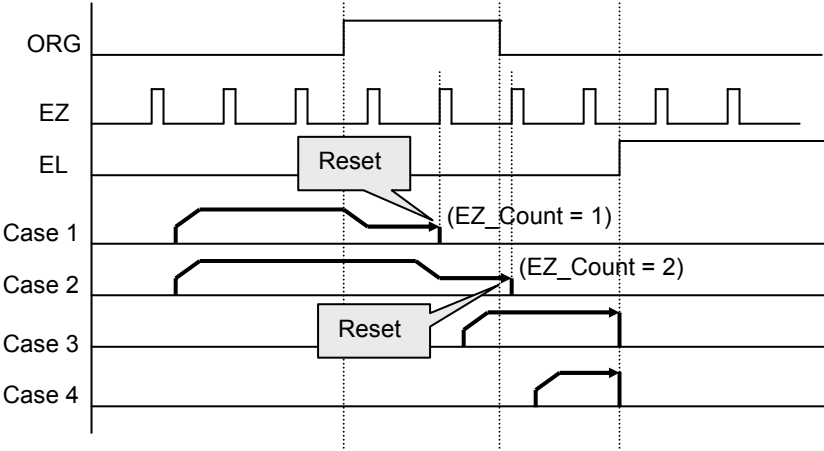 ORG
EZ
EL
Reset
Case 1
(EZ_Count = 1)
Case 2
(EZ_Count = 2)
Reset
Case 3
Case 4